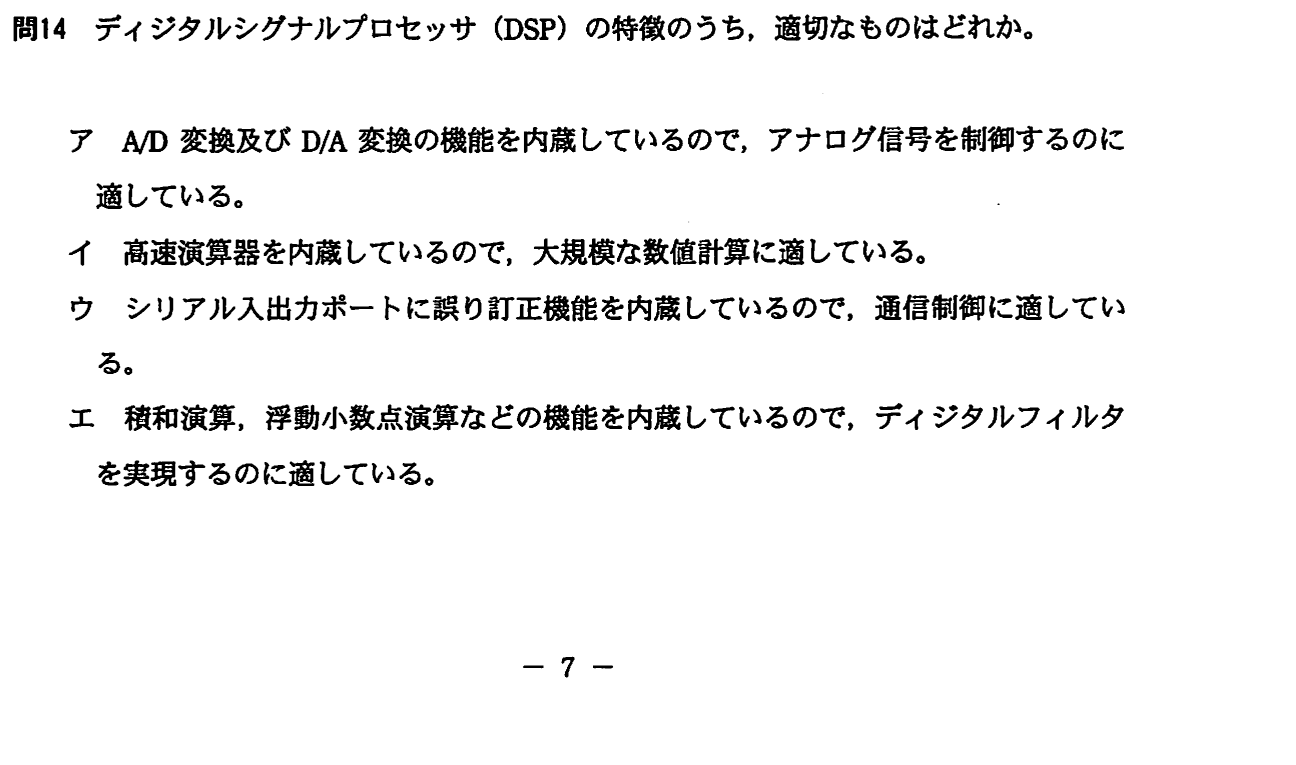 問14 ディジタルシグナルプロセッサ（DSP）の特徴のうち，適切なものはどれか。
ア A/D 変換及び D/A 変換の機能を内蔵しているので，アナログ信号を制御するのに
適している。
イ 高速演算器を内蔵しているので，大規模な数値計算に適している。
ウ シリアル入出力ポートに誤り訂正機能を内蔵しているので，通信制御に適してい
る。
エ 積和演算，浮動小数点演算などの機能を内蔵しているので，ディジタルフィルタ
を実現するのに適している。
－ 7 －